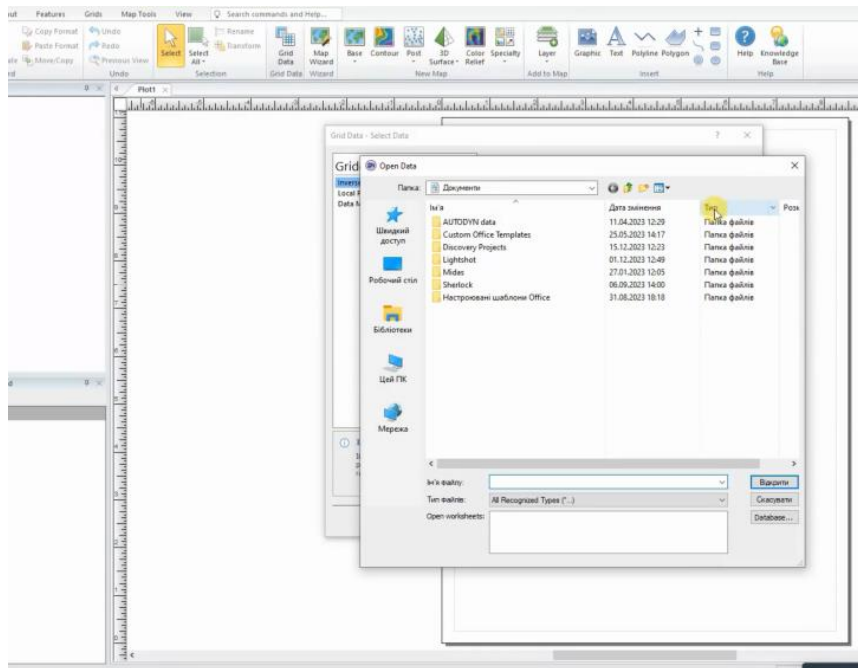 Features Grids Map Tools View Search commands and Help...
Copy Format Undo Rename
Paste Format Redo Transform
Move/Copy Previous View
Select Select All Grid Data Map Wizard Base Contour Post 3D Surface Color Relief Specialty Layer Graphic Text Polyline Polygon Help Knowledge Base
Undo Selection Grid Data Wizard New Map Add to Map Insert Help
Plot1
Grid Data - Select Data ? ×
Grid
Open Data
Папка: Документи
Inverse
Local
Data M
Ім'я Дата змінення Тип Розм
AUTODYN data 11.04.2023 12:29 Папка файлів
Custom Office Templates 25.05.2023 14:17 Папка файлів
Discovery Projects 15.12.2023 12:23 Папка файлів
Lightshot 01.12.2023 12:49 Папка файлів
Midas 27.01.2023 12:05 Папка файлів
Sherlock 06.09.2023 14:00 Папка файлів
Настроювані шаблони Office 31.08.2023 18:18 Папка файлів
Швидкий доступ
Робочий стіл
Бібліотеки
Цей ПК
Мережа
Ім'я файлу: Відкрити
Тип файлів: All Recognized Types (*...) Скасувати
Open worksheets: Database...